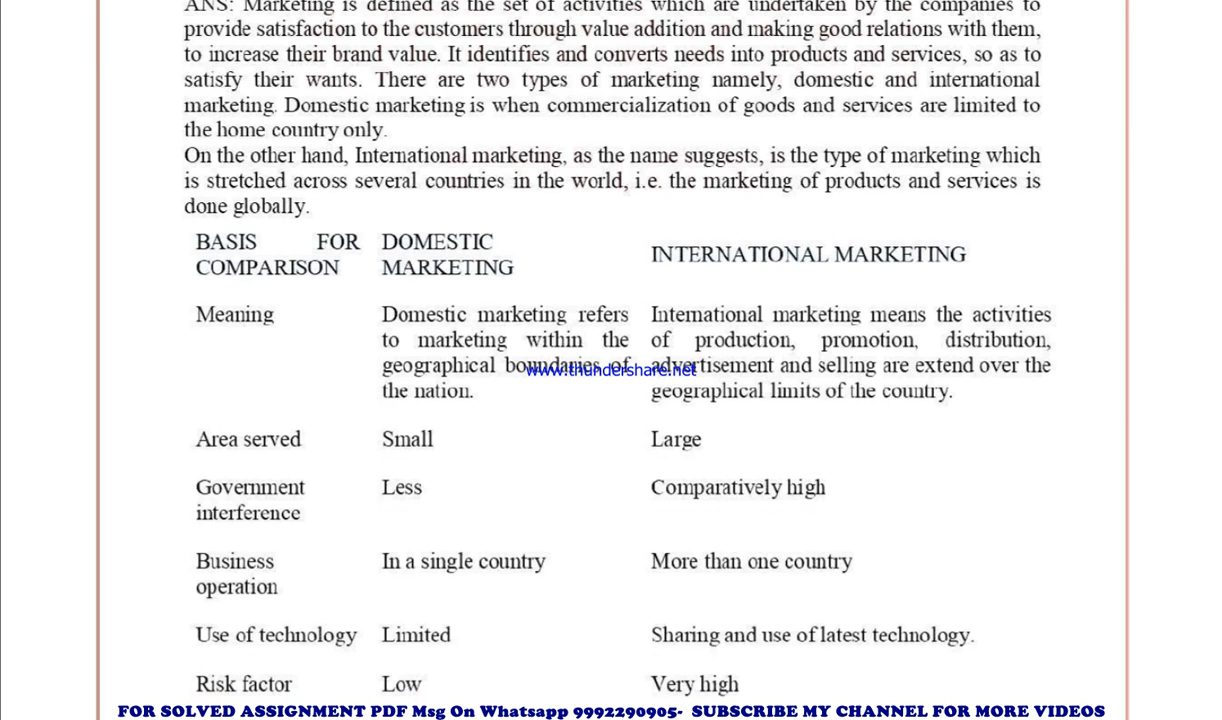 ANS: Marketing is defined as the set of activities which are undertaken by the companies to
provide satisfaction to the customers through value addition and making good relations with them,
to increase their brand value. It identifies and converts needs into products and services, so as to
satisfy their wants. There are two types of marketing namely, domestic and international
marketing. Domestic marketing is when commercialization of goods and services are limited to
the home country only.
On the other hand, International marketing, as the name suggests, is the type of marketing which
is stretched across several countries in the world, i.e. the marketing of products and services is
done globally.
BASIS FOR COMPARISON
DOMESTIC MARKETING
INTERNATIONAL MARKETING
Meaning
Domestic marketing refers
to marketing within the
geographical boundaries of
the nation.
International marketing means the activities
of production, promotion, distribution,
advertisement and selling are extend over the
geographical limits of the country.
www.thundershare.net
Area served
Small
Large
Government
interference
Less
Comparatively high
Business
operation
In a single country
More than one country
Use of technology
Limited
Sharing and use of latest technology.
Risk factor
Low
Very high
FOR SOLVED ASSIGNMENT PDF Msg On Whatsapp 9992290905- SUBSCRIBE MY CHANNEL FOR MORE VIDEOS